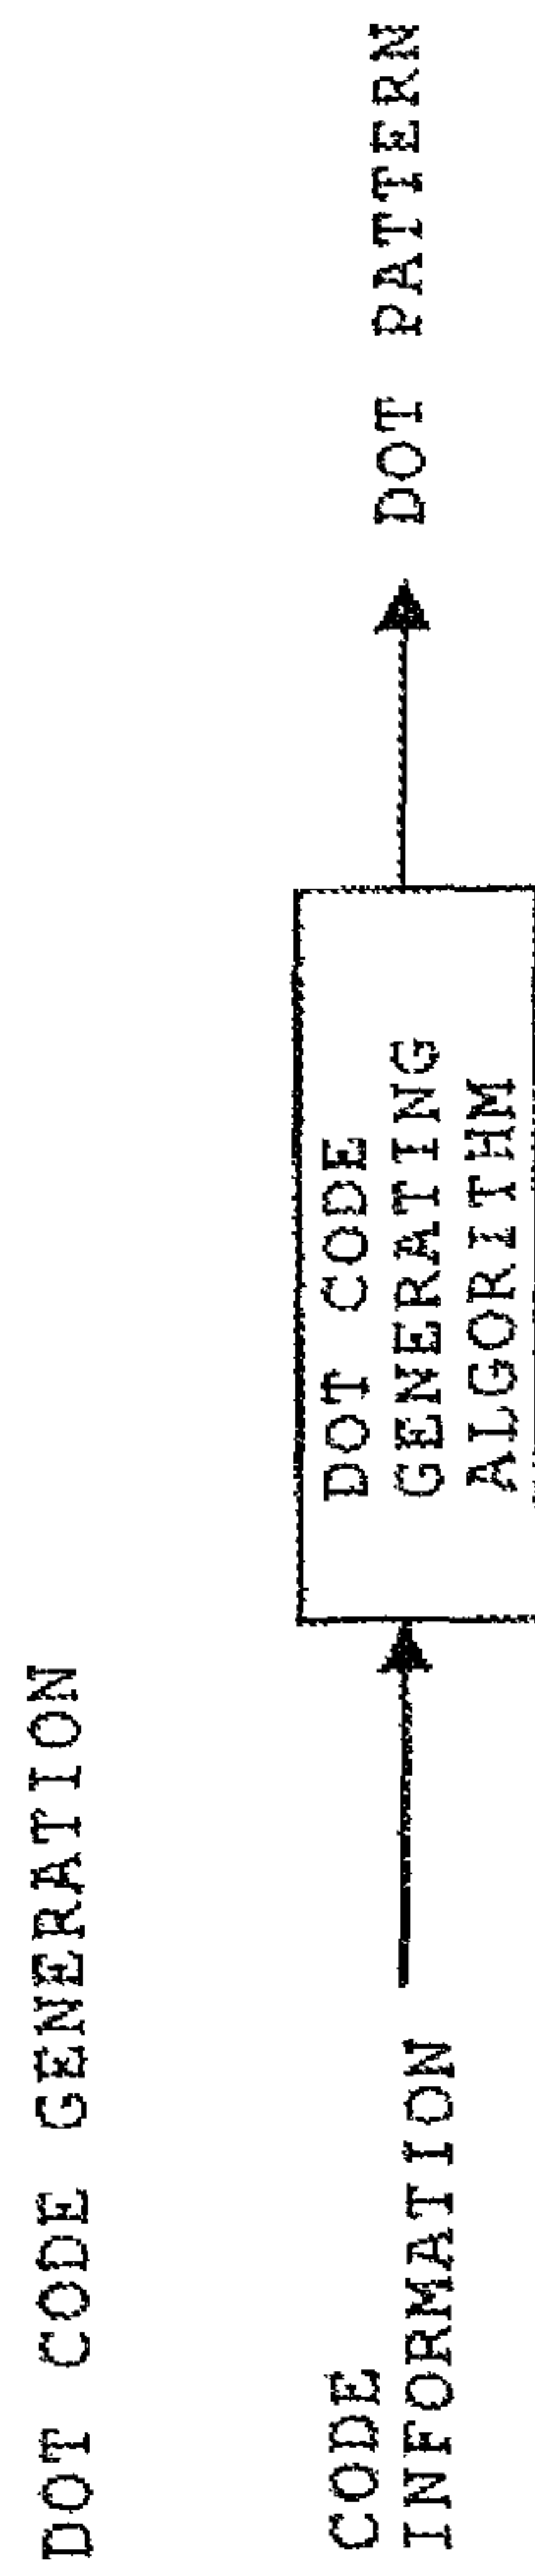 DOT CODE GENERATION
CODE
INFORMATION
DOT CODE
GENERATING
ALGORITHM
DOT PATTERN